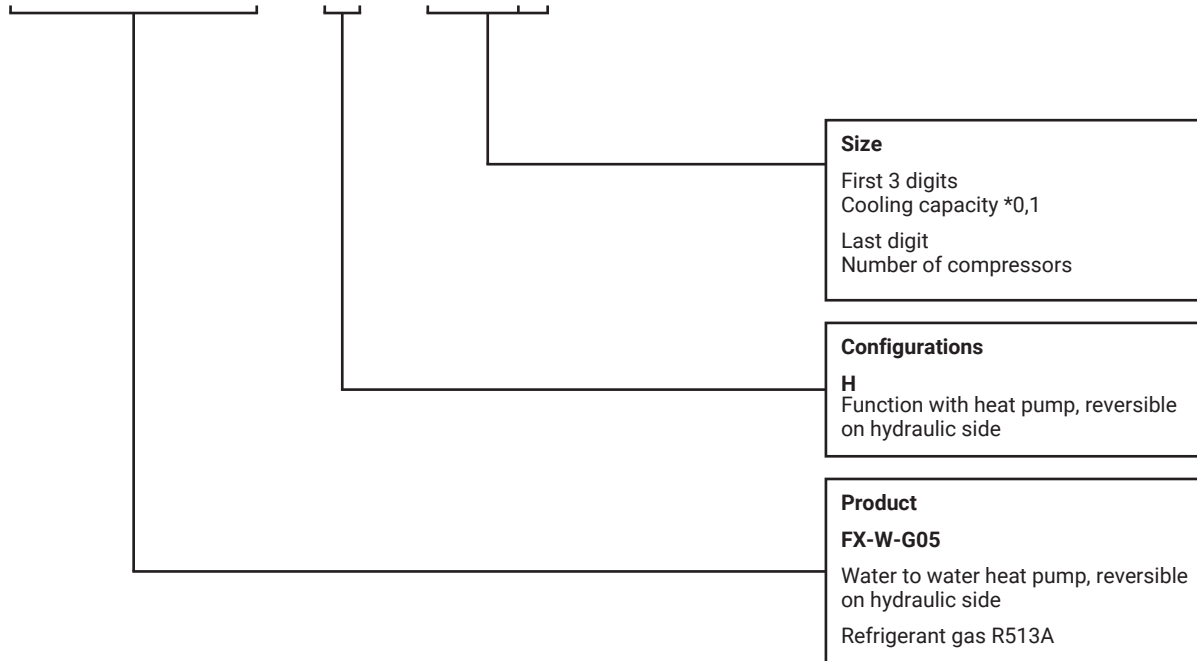 Size
First 3 digits
Cooling capacity *0,1
Last digit
Number of compressors
Configurations
H
Function with heat pump, reversible
on hydraulic side
Product
FX-W-G05
Water to water heat pump, reversible
on hydraulic side
Refrigerant gas R513A